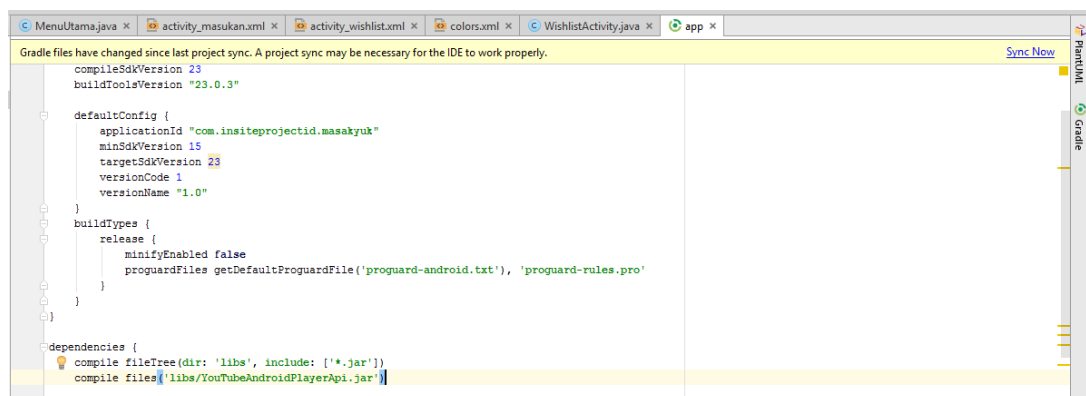 MenuUtama.java × activity_masukan.xml × activity_wishlist.xml × colors.xml × WishlistActivity.java × app ×
Gradle files have changed since last project sync. A project sync may be necessary for the IDE to work properly. Sync Now
compileSdkVersion 23
buildToolsVersion "23.0.3"
defaultConfig {
applicationId "com.insiteprojectid.masakyuk"
minSdkVersion 15
targetSdkVersion 23
versionCode 1
versionName "1.0"
}
buildTypes {
release {
minifyEnabled false
proguardFiles getDefaultProguardFile('proguard-android.txt'), 'proguard-rules.pro'
}
}
}
dependencies {
compile fileTree(dir: 'libs', include: ['*.jar'])
compile files('libs/YouTubeAndroidPlayerApi.jar')
PlantUML
Gradle